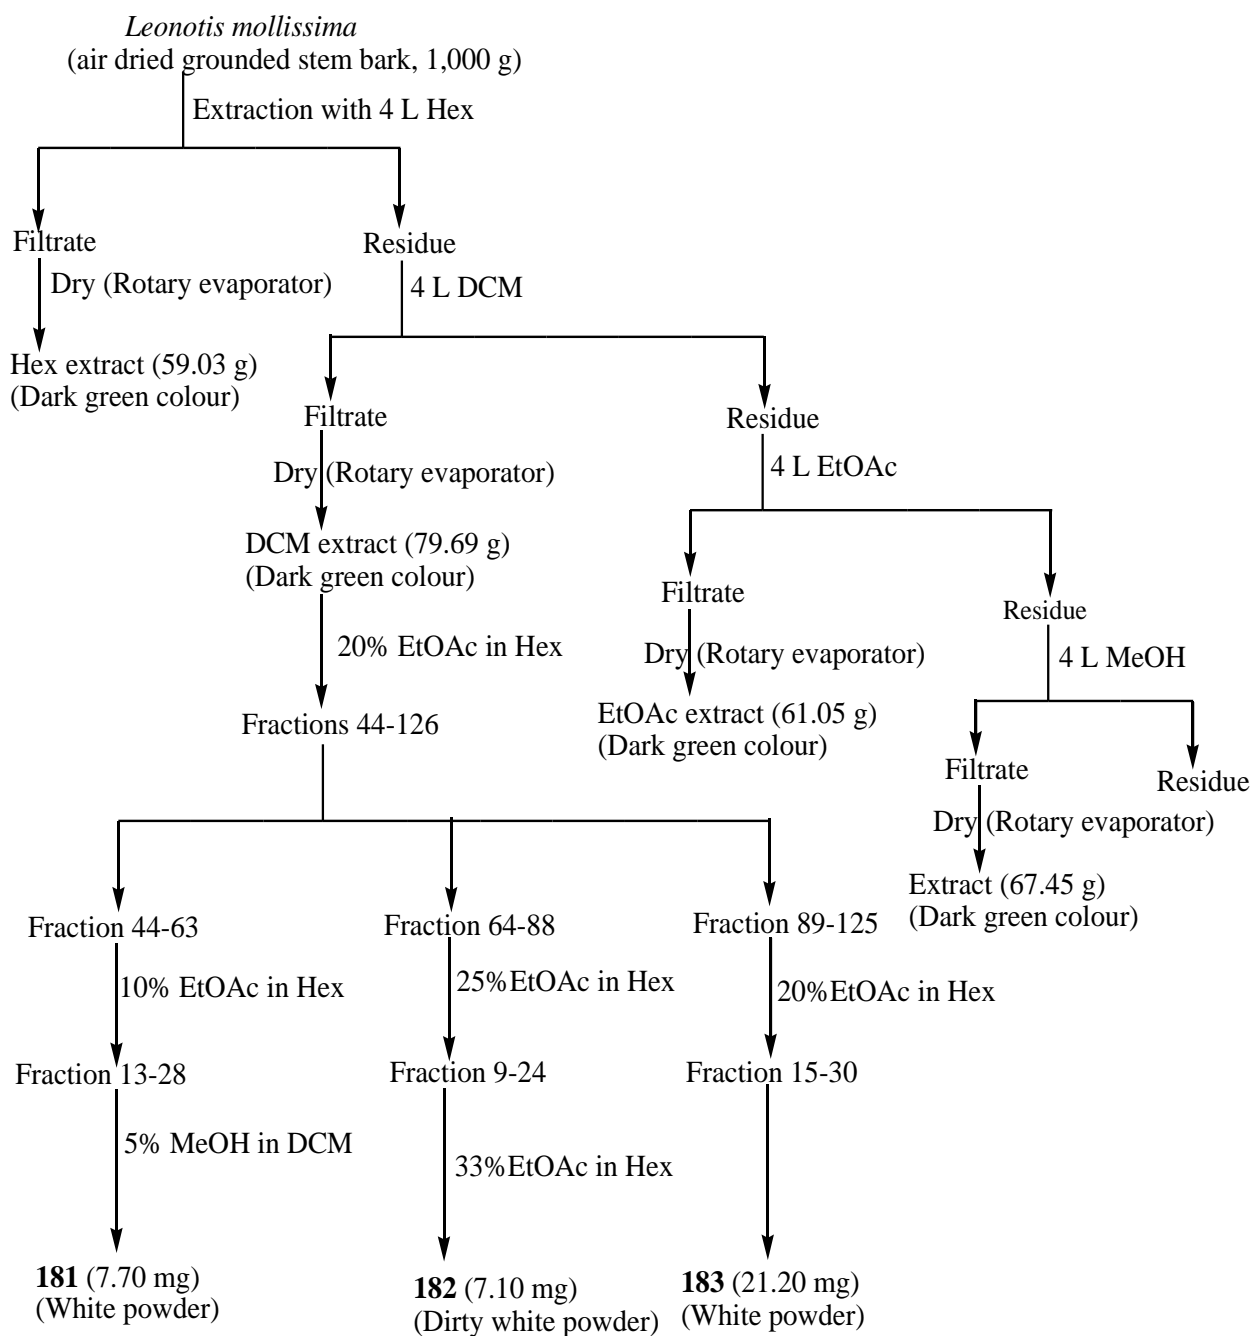 Leonotis mollissima
(air dried grounded stem bark, 1,000 g)
Extraction with 4 L Hex
Filtrate
Residue
Dry (Rotary evaporator)
4 L DCM
Hex extract (59.03 g)
(Dark green colour)
Filtrate
Residue
Dry (Rotary evaporator)
4 L EtOAc
DCM extract (79.69 g)
(Dark green colour)
Filtrate
Residue
20% EtOAc in Hex
Dry (Rotary evaporator)
4 L MeOH
Fractions 44-126
EtOAc extract (61.05 g)
(Dark green colour)
Filtrate
Residue
Dry (Rotary evaporator)
Extract (67.45 g)
(Dark green colour)
Fraction 44-63
Fraction 64-88
Fraction 89-125
10% EtOAc in Hex
25%EtOAc in Hex
20%EtOAc in Hex
Fraction 13-28
Fraction 9-24
Fraction 15-30
5% MeOH in DCM
33%EtOAc in Hex
181 (7.70 mg)
(White powder)
182 (7.10 mg)
(Dirty white powder)
183 (21.20 mg)
(White powder)